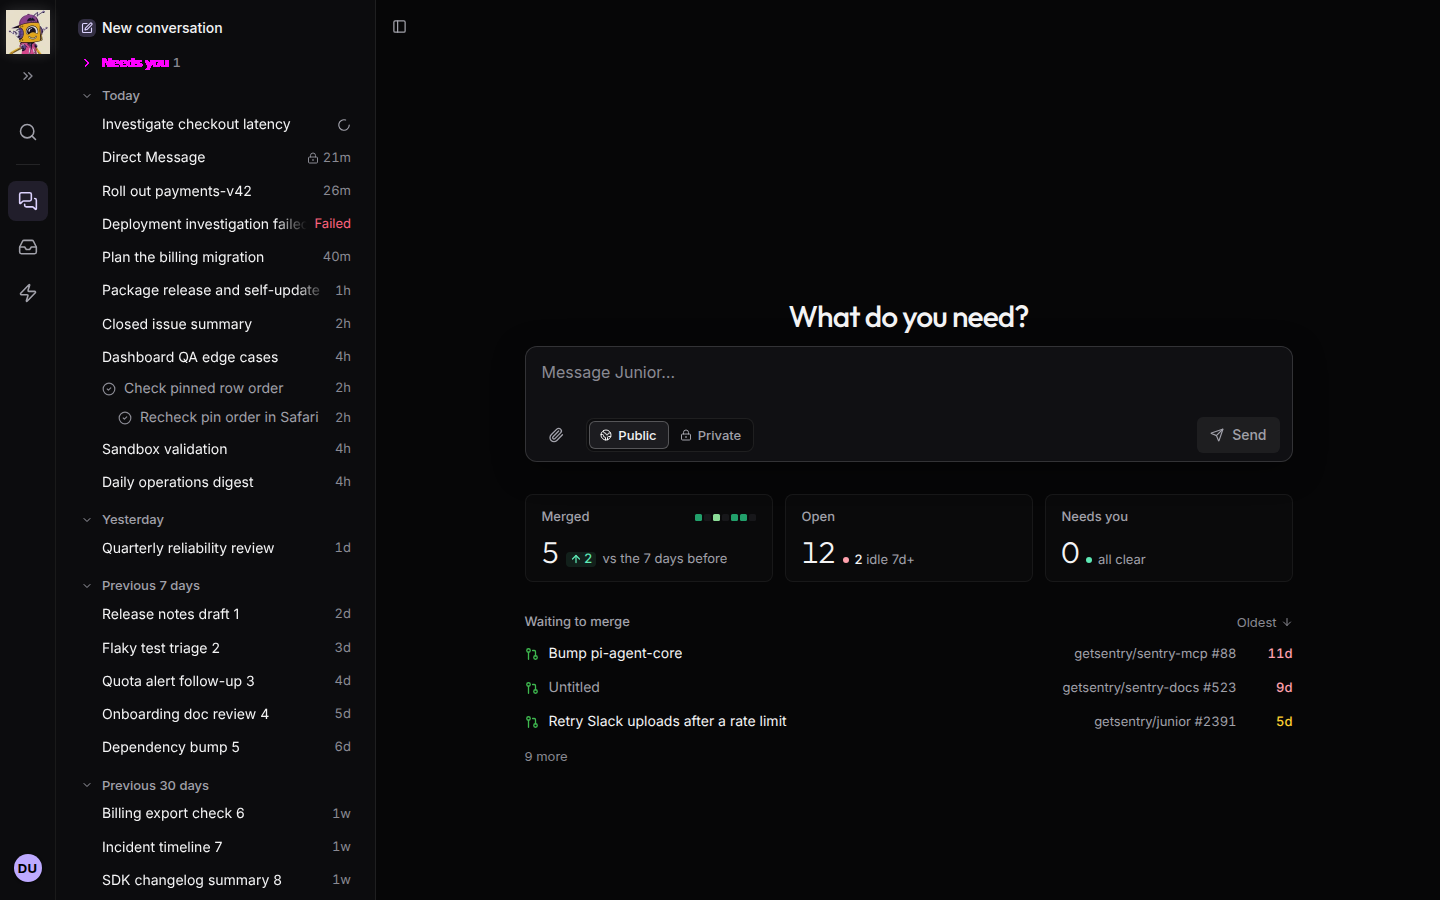 New conversation
Needs you 1
Today
Investigate checkout latency
Direct Message 21m
Roll out payments-v42 26m
Deployment investigation failed Failed
Plan the billing migration 40m
Package release and self-update 1h
Closed issue summary 2h
Dashboard QA edge cases 4h
Check pinned row order 2h
Recheck pin order in Safari 2h
Sandbox validation 4h
Daily operations digest 4h
Yesterday
Quarterly reliability review 1d
Previous 7 days
Release notes draft 1 2d
Flaky test triage 2 3d
Quota alert follow-up 3 4d
Onboarding doc review 4 5d
Dependency bump 5 6d
Previous 30 days
Billing export check 6 1w
Incident timeline 7 1w
SDK changelog summary 8 1w
DU
What do you need?
Message Junior...
Public Private Send
Merged
5 ↑2 vs the 7 days before
Open
12 2 idle 7d+
Needs you
0 all clear
Waiting to merge Oldest ↓
Bump pi-agent-core getsentry/sentry-mcp #88 11d
Untitled getsentry/sentry-docs #523 9d
Retry Slack uploads after a rate limit getsentry/junior #2391 5d
9 more